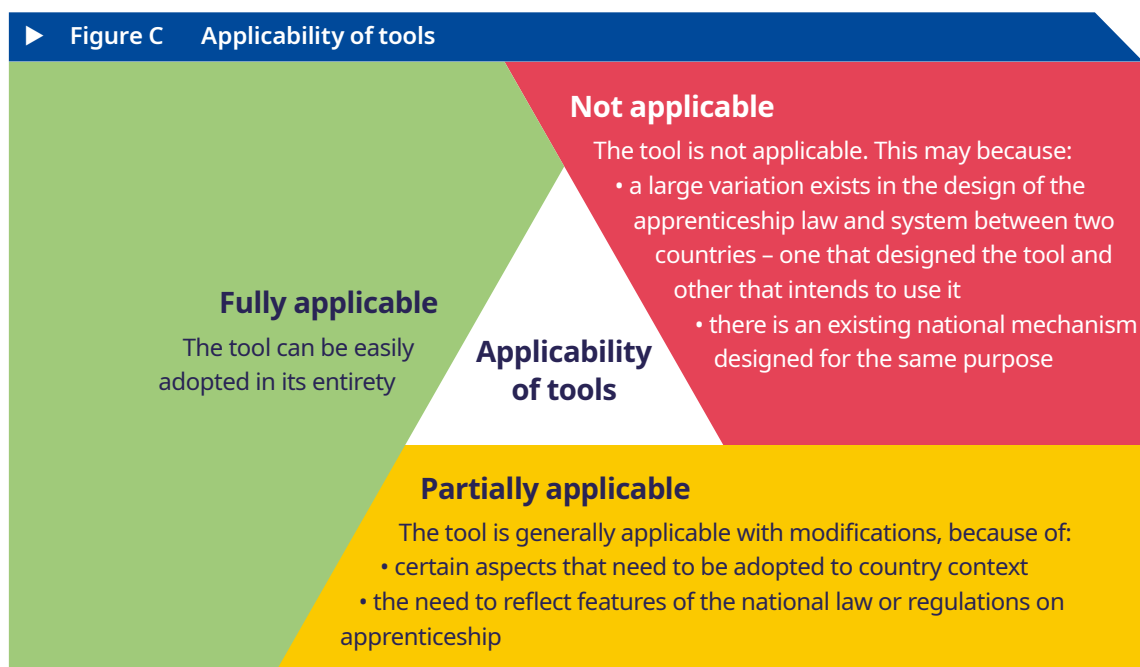 ▶ Figure C Applicability of tools
Not applicable
The tool is not applicable. This may because:
• a large variation exists in the design of the
apprenticeship law and system between two
countries – one that designed the tool and
other that intends to use it
• there is an existing national mechanism
designed for the same purpose
Fully applicable
The tool can be easily
adopted in its entirety
Applicability
of tools
Partially applicable
The tool is generally applicable with modifications, because of:
• certain aspects that need to be adopted to country context
• the need to reflect features of the national law or regulations on
apprenticeship